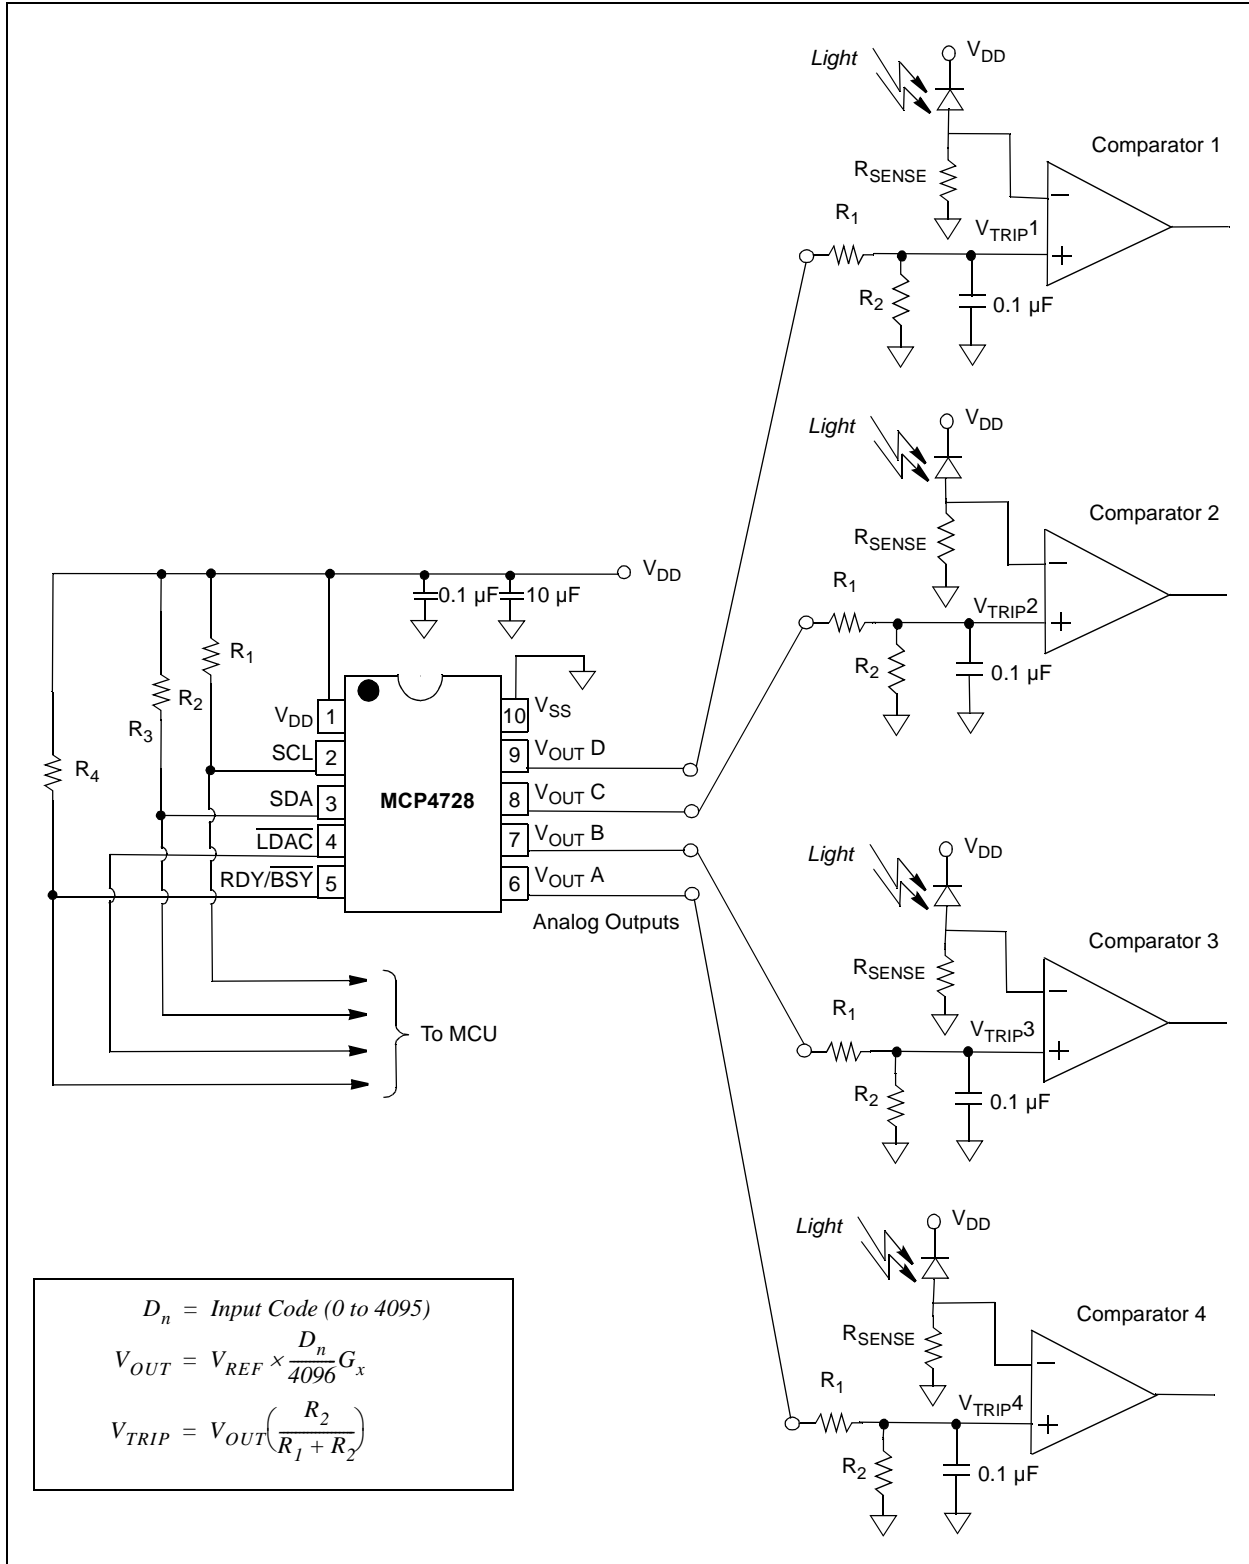 Light
VDD
Comparator 1
RSENSE
R1
VTRIP1
−
+
R2
0.1 µF
Light
VDD
Comparator 2
RSENSE
R1
VTRIP2
−
+
R2
0.1 µF
VDD
0.1 µF
10 µF
R1
R2
R3
R4
VDD 1
SCL 2
SDA 3
LDAC 4
RDY/BSY 5
MCP4728
10 VSS
9 VOUT D
8 VOUT C
7 VOUT B
6 VOUT A
Analog Outputs
To MCU
Light
VDD
Comparator 3
RSENSE
R1
VTRIP3
−
+
R2
0.1 µF
Light
VDD
Comparator 4
RSENSE
R1
VTRIP4
−
+
R2
0.1 µF
Dn = Input Code (0 to 4095)
VOUT = VREF × Dn/4096 Gx
VTRIP = VOUT(R2/(R1 + R2))